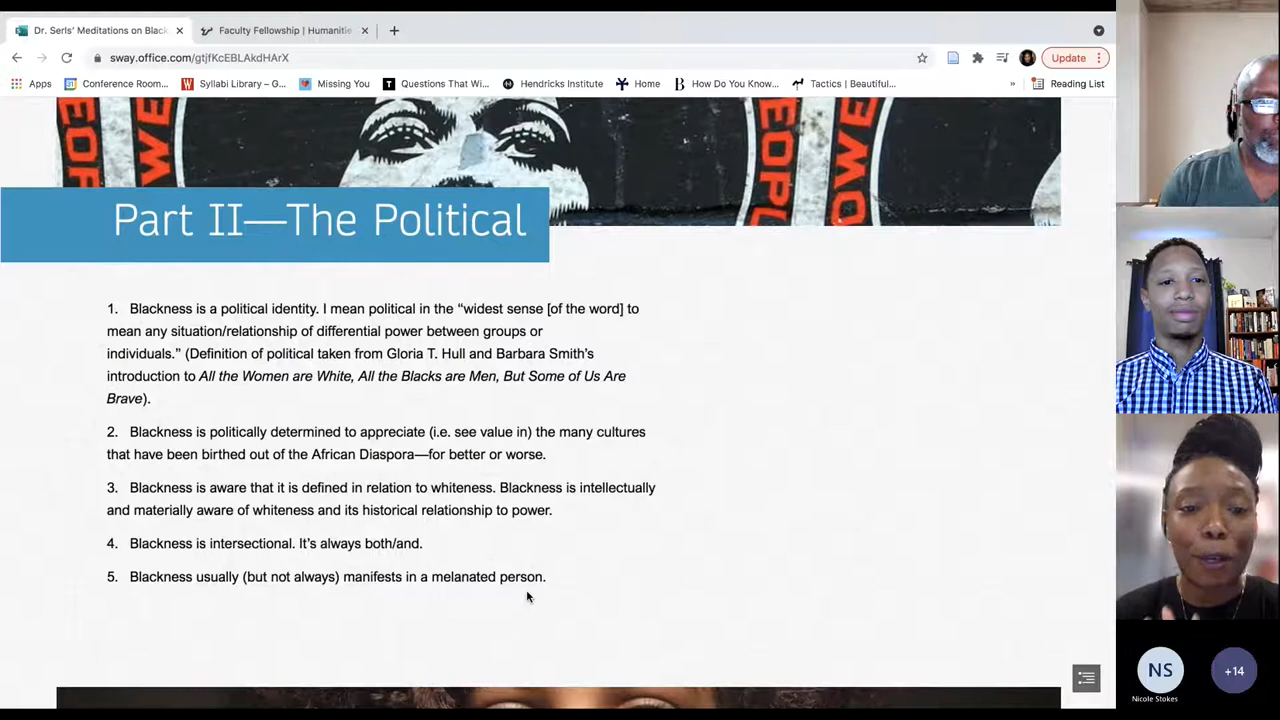 Dr. Serls' Meditations on Black
Faculty Fellowship | Humanitie
sway.office.com/gtjfKcEBLAkdHArX
Update
Apps
Conference Room...
Syllabi Library – G...
Missing You
Questions That Wi...
Hendricks Institute
Home
How Do You Know...
Tactics | Beautiful...
»
Reading List
EOP
OWE
EOPL
OWE
Part II—The Political
1. Blackness is a political identity. I mean political in the “widest sense [of the word] to
mean any situation/relationship of differential power between groups or
individuals.” (Definition of political taken from Gloria T. Hull and Barbara Smith’s
introduction to All the Women are White, All the Blacks are Men, But Some of Us Are
Brave).
2. Blackness is politically determined to appreciate (i.e. see value in) the many cultures
that have been birthed out of the African Diaspora—for better or worse.
3. Blackness is aware that it is defined in relation to whiteness. Blackness is intellectually
and materially aware of whiteness and its historical relationship to power.
4. Blackness is intersectional. It’s always both/and.
5. Blackness usually (but not always) manifests in a melanated person.
NS
+14
Nicole Stokes